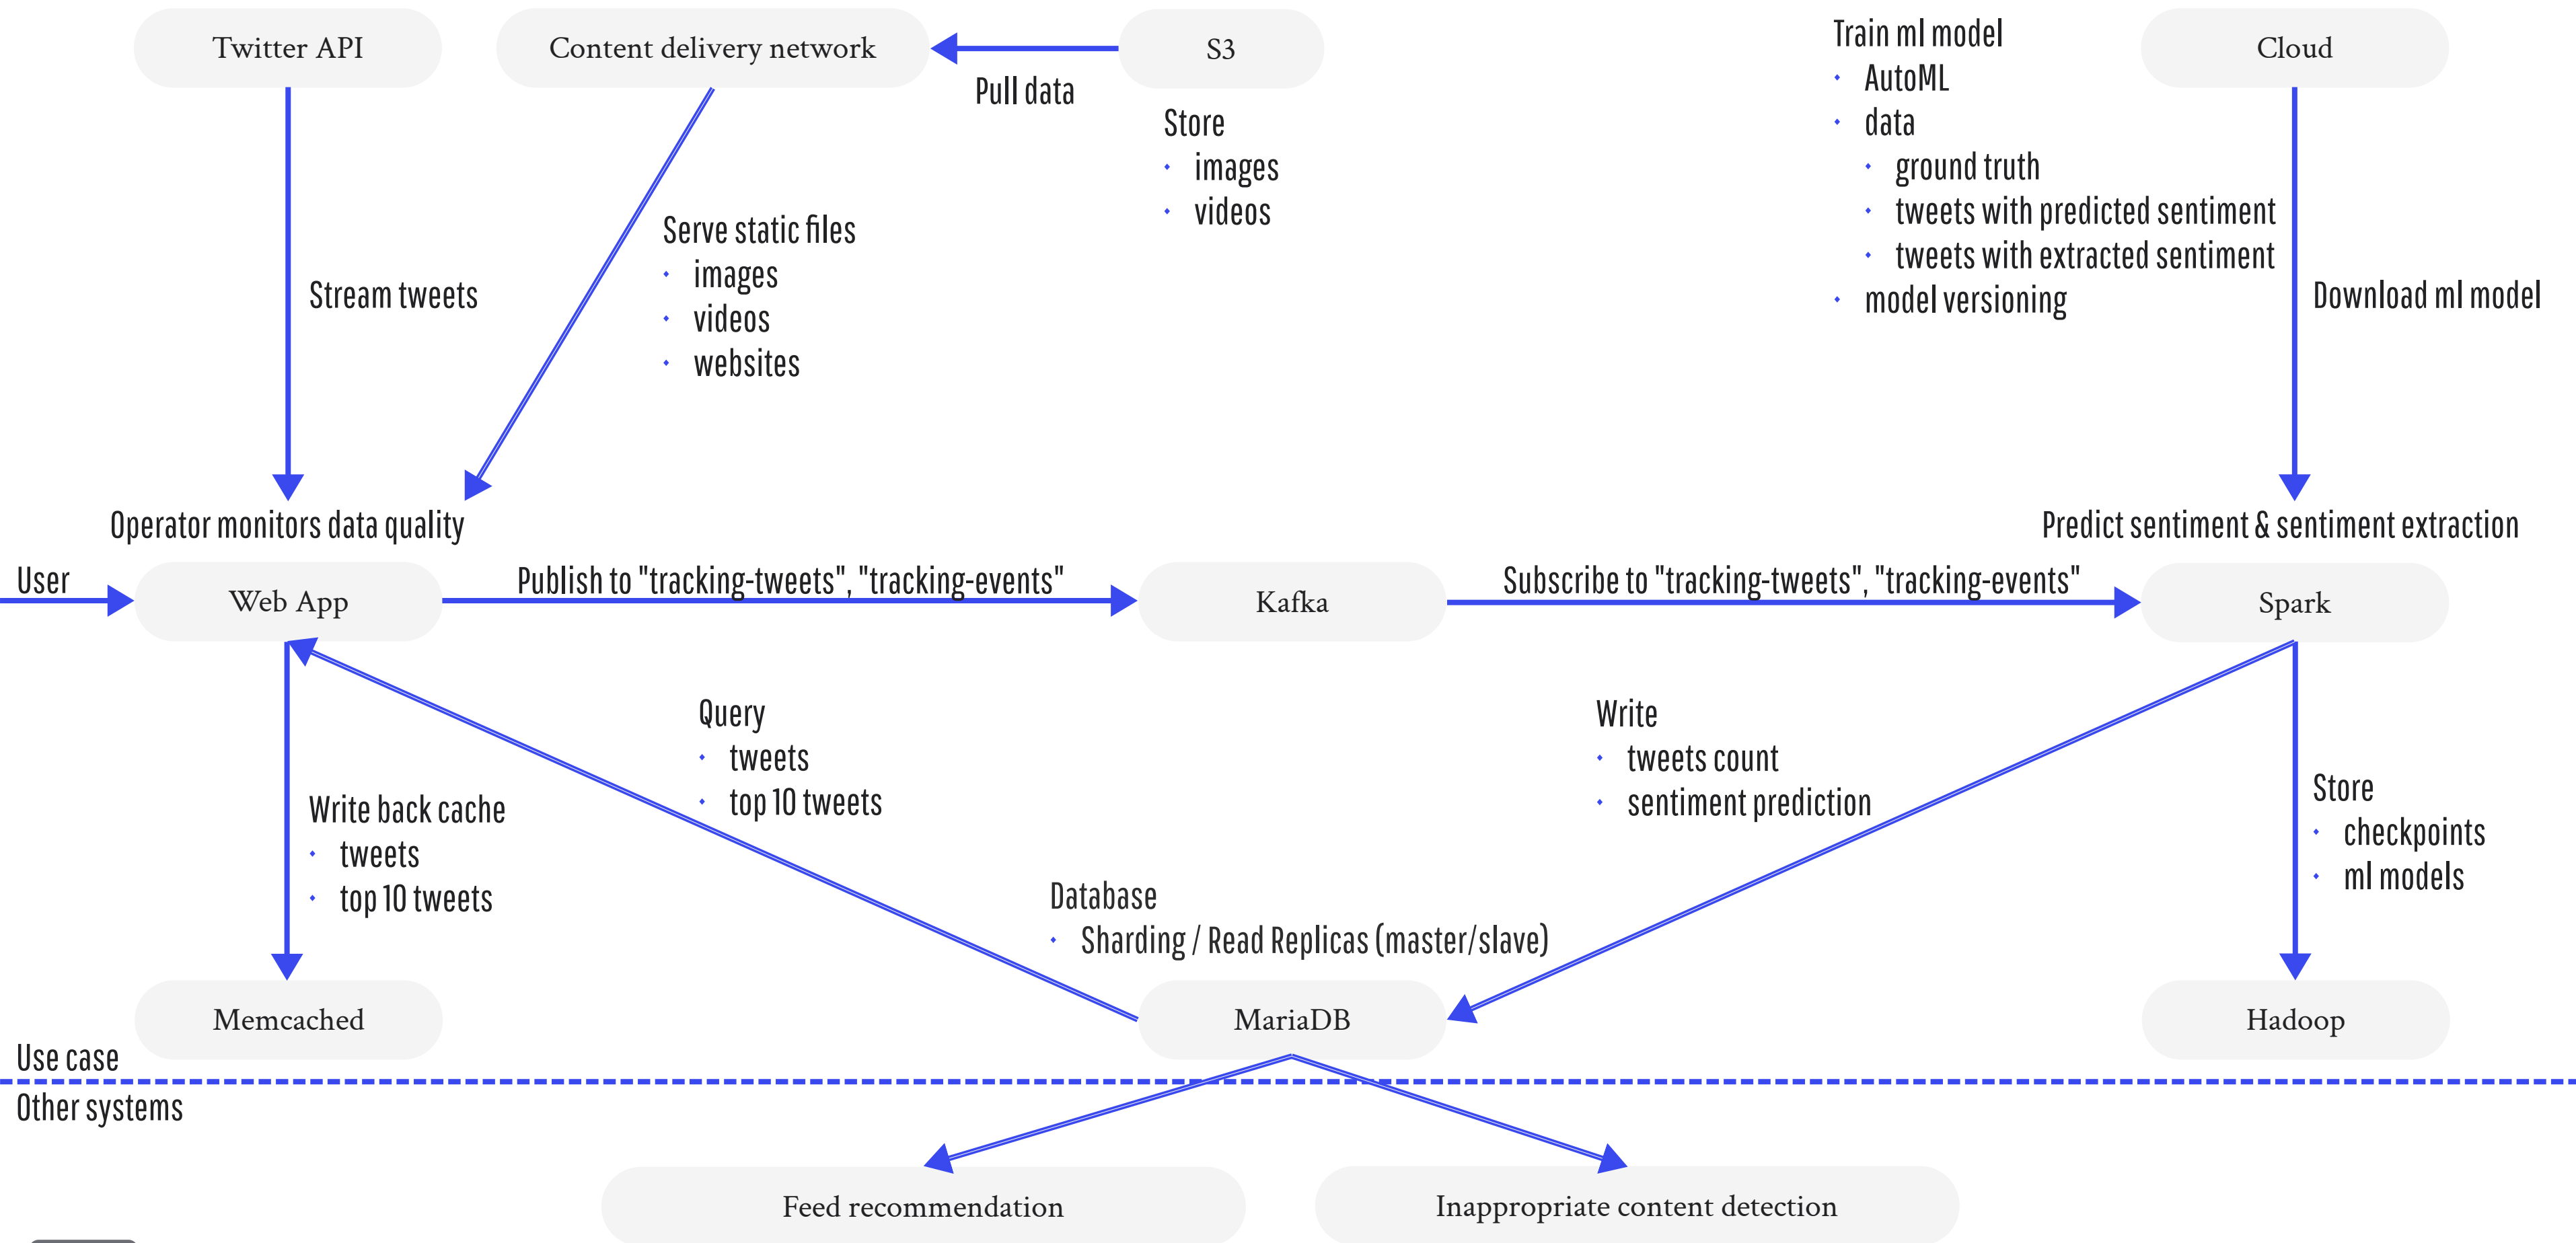 Twitter API
Content delivery network
S3
Cloud
Pull data
Store
images
videos
Train ml model
AutoML
data
ground truth
tweets with predicted sentiment
tweets with extracted sentiment
model versioning
Download ml model
Stream tweets
Serve static files
images
videos
websites
Operator monitors data quality
Predict sentiment & sentiment extraction
User
Web App
Publish to "tracking-tweets", "tracking-events"
Kafka
Subscribe to "tracking-tweets", "tracking-events"
Spark
Write back cache
tweets
top 10 tweets
Query
tweets
top 10 tweets
Write
tweets count
sentiment prediction
Store
checkpoints
ml models
Database
Sharding / Read Replicas (master/slave)
Memcached
MariaDB
Hadoop
Use case
Other systems
Feed recommendation
Inappropriate content detection